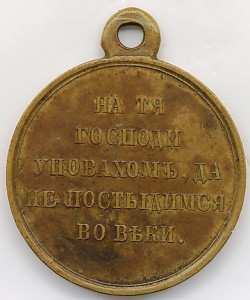 НА ТЯ
ГОСПОДИ
УПОВАХОМЪ, ДА
НЕ ПОСТЫДИМСЯ
ВО ВѢКИ.